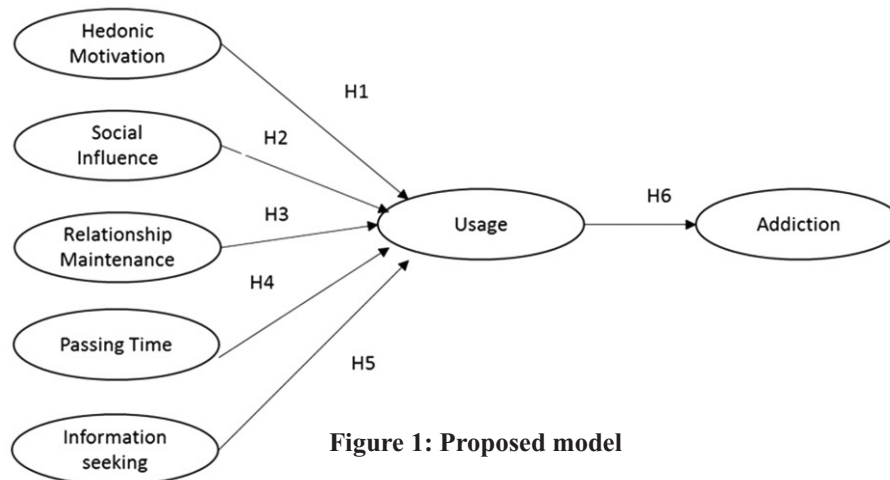 Hedonic
Motivation
H1
Social
Influence
H2
Relationship
Maintenance
H3
Usage
H6
Addiction
H4
Passing Time
H5
Information
seeking
Figure 1: Proposed model